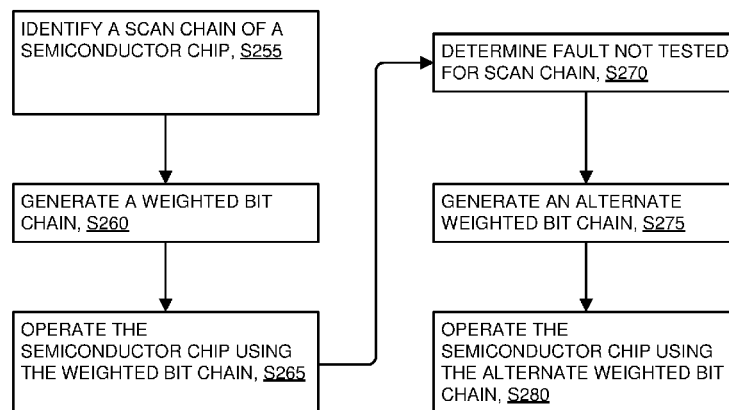 IDENTIFY A SCAN CHAIN OF A
SEMICONDUCTOR CHIP, S255
GENERATE A WEIGHTED BIT
CHAIN, S260
OPERATE THE
SEMICONDUCTOR CHIP USING
THE WEIGHTED BIT CHAIN, S265
DETERMINE FAULT NOT TESTED
FOR SCAN CHAIN, S270
GENERATE AN ALTERNATE
WEIGHTED BIT CHAIN, S275
OPERATE THE
SEMICONDUCTOR CHIP USING
THE ALTERNATE WEIGHTED BIT
CHAIN, S280